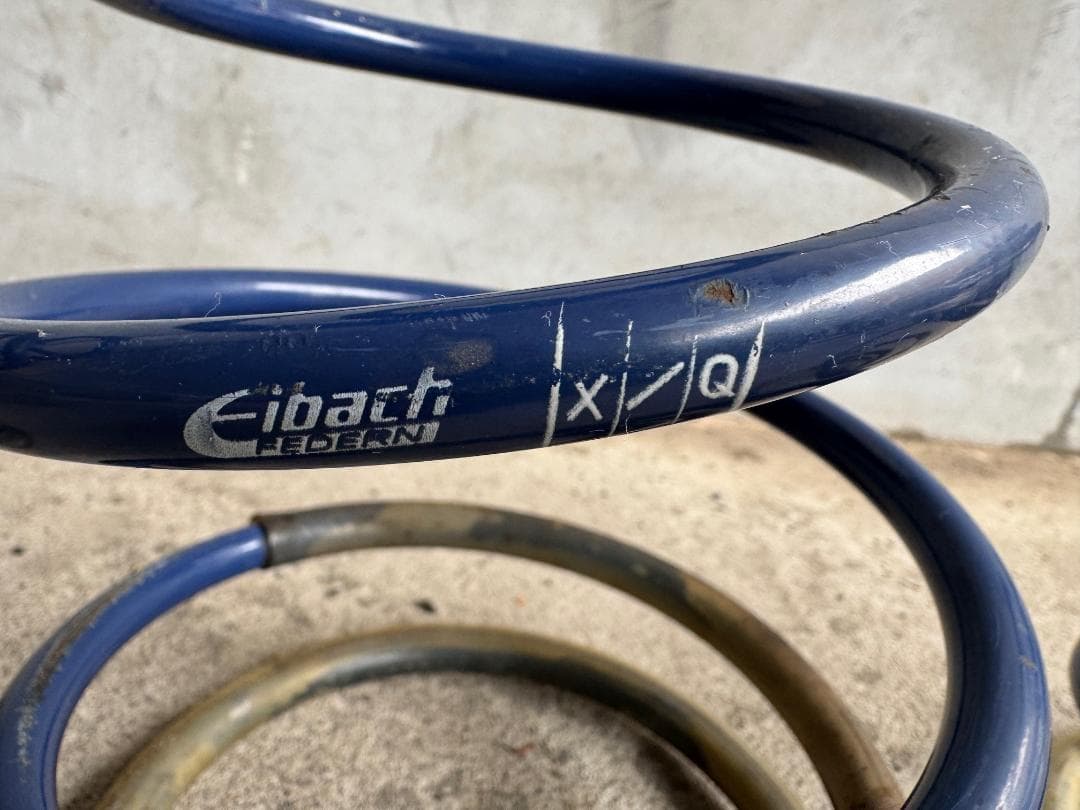 Eibach
FEDERN
X / Q